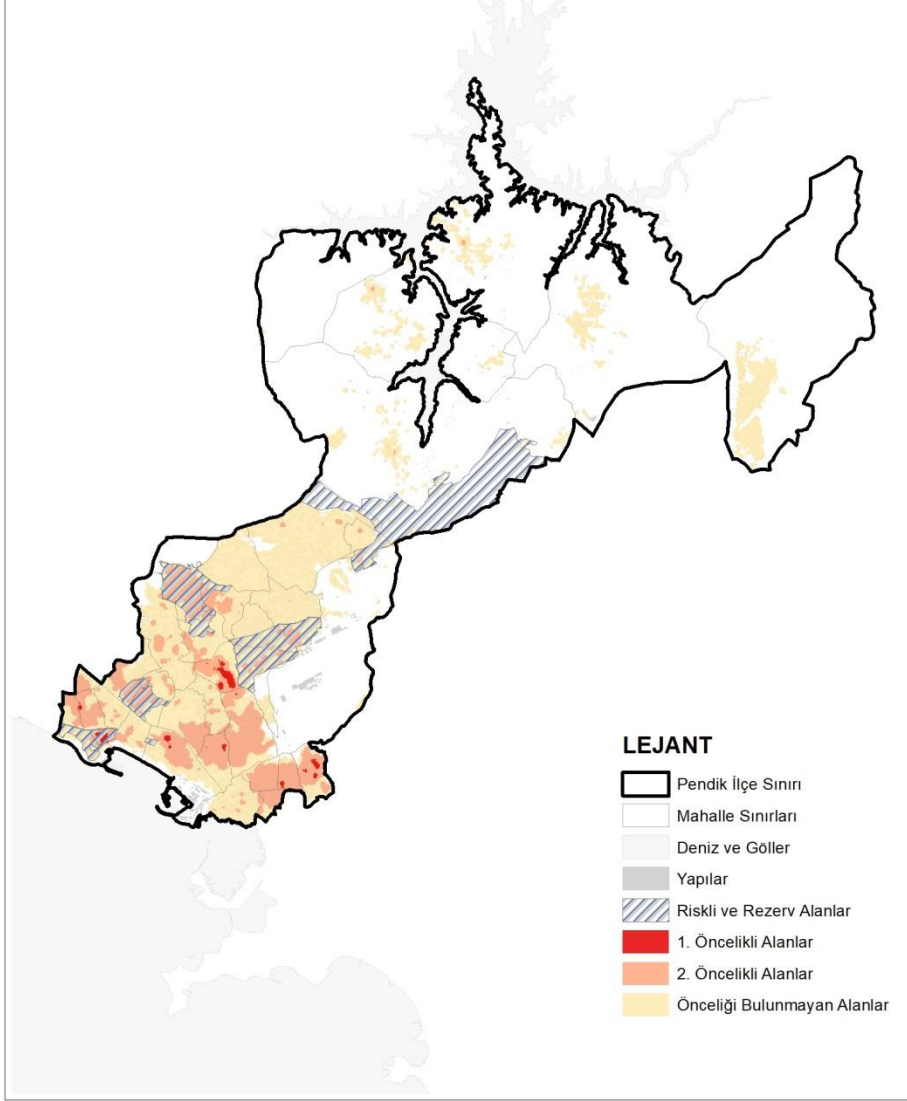 LEJANT
Pendik İlçe Sınırı
Mahalle Sınırları
Deniz ve Göller
Yapılar
Riskli ve Rezerv Alanlar
1. Öncelikli Alanlar
2. Öncelikli Alanlar
Önceliği Bulunmayan Alanlar